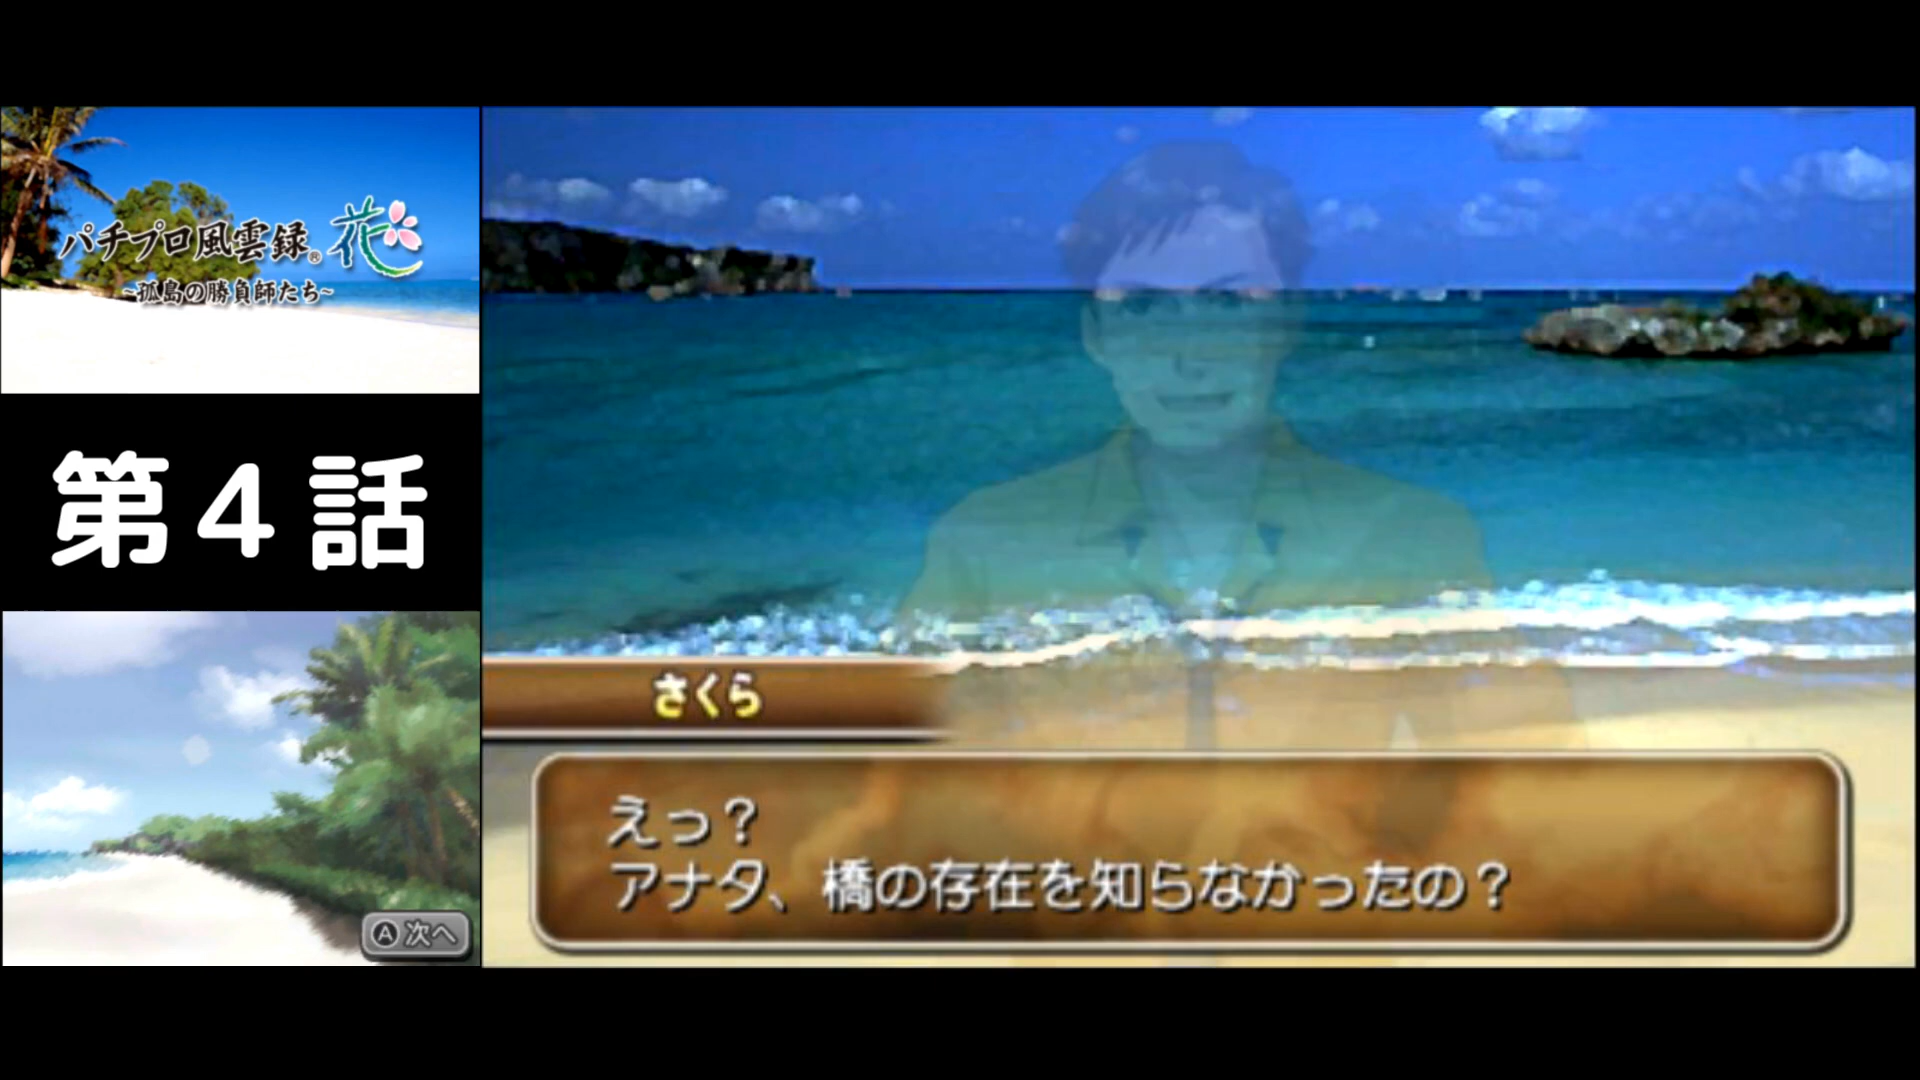 パチプロ風雲録®花
~孤島の勝負師たち~
第4話
Ⓐ次へ
さくら
えっ？
アナタ、橋の存在を知らなかったの？